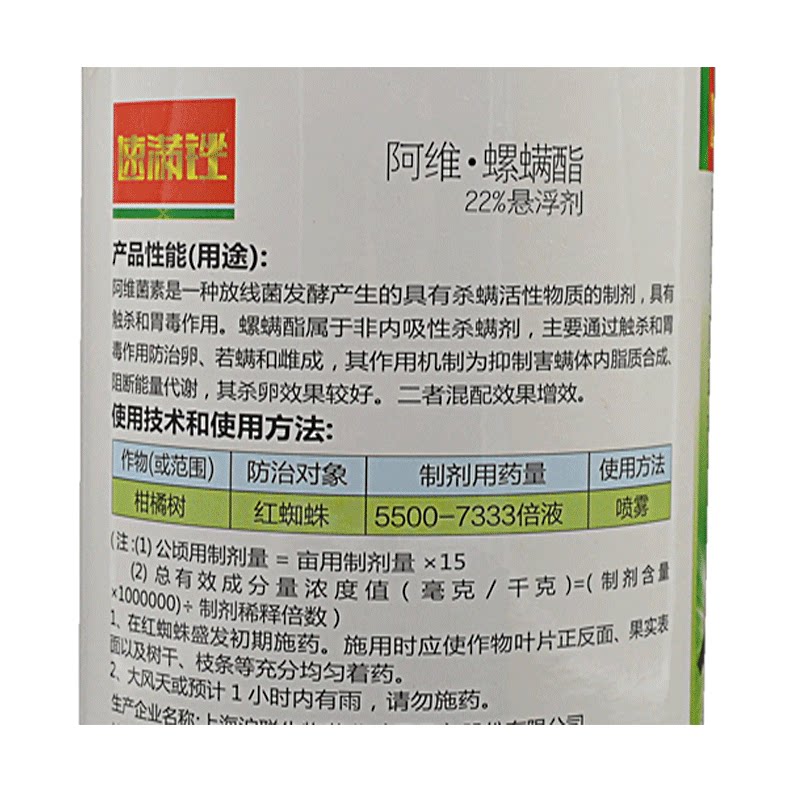 速满锉
阿维·螺螨酯
22%悬浮剂
产品性能(用途):
阿维菌素是一种放线菌发酵产生的具有杀螨活性物质的制剂,具有
触杀和胃毒作用。螺螨酯属于非内吸性杀螨剂,主要通过触杀和胃
毒作用防治卵、若螨和雌成,其作用机制为抑制害螨体内脂质合成、
阻断能量代谢,其杀卵效果较好。二者混配效果增效。
使用技术和使用方法:
作物(或范围) 防治对象 制剂用药量 使用方法
柑橘树 红蜘蛛 5500-7333倍液 喷雾
(注:(1)公顷用制剂量=亩用制剂量×15
(2)总有效成分量浓度值(毫克/千克)=(制剂含量
×1000000)÷制剂稀释倍数)
1、在红蜘蛛盛发初期施药。施用时应使作物叶片正反面、果实表
面以及树干、枝条等充分均匀着药。
2、大风天或预计1小时内有雨,请勿施药。
生产企业名称:上海沪联生物